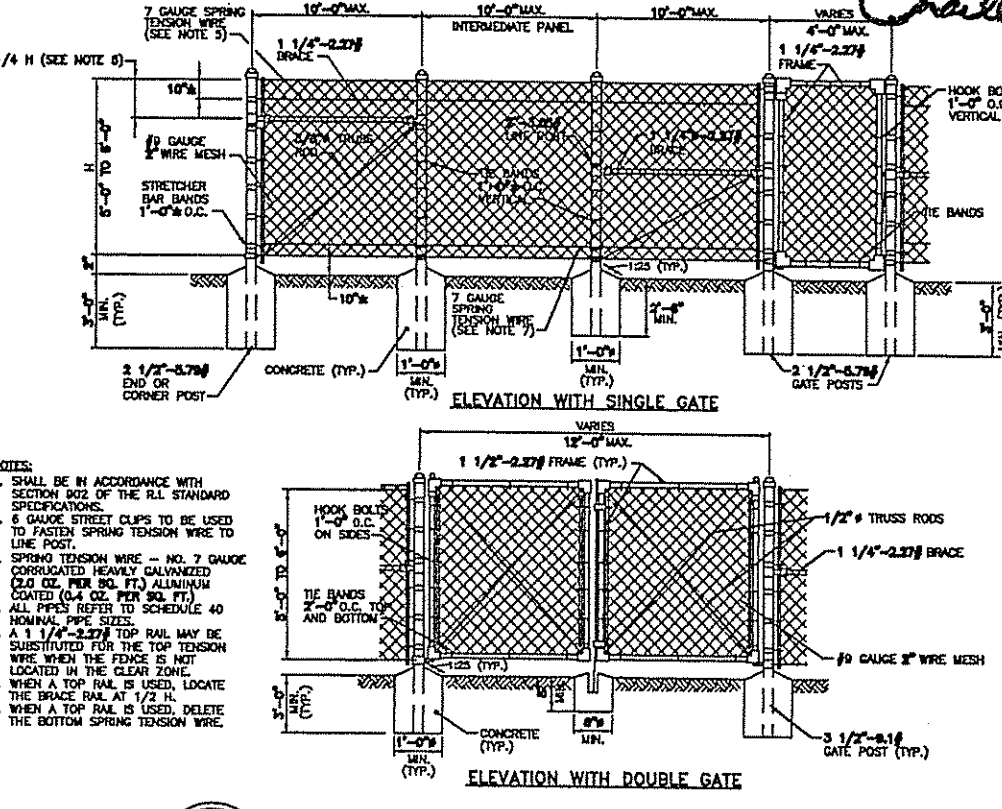 7 GAUGE SPRING
TENSION WIRE
(SEE NOTE 5)
10'-0" MAX.
10'-0" MAX.
INTERMEDIATE PANEL
10'-0" MAX.
VARIES
4'-0" MAX.
1 1/4"-2.27#
BRACE
1 1/4"-2.27#
FRAME
/4 H (SEE NOTE 6)
10"±
HOOK BO
1'-0" O.C
VERTICAL
H
5'-0" TO 6'-0"
#9 GAUGE
2" WIRE MESH
TRUSS
ROD
LINE POST
1 1/4"-2.27#
BRACE
STRETCHER
BAR BANDS
1'-0"± O.C.
TIE BANDS
1'-0"± O.C.
VERTICAL
TIE BANDS
2"
1:25 (TYP.)
3'-0"
MIN.
(TYP.)
10"±
7 GAUGE
SPRING
TENSION WIRE
(SEE NOTE 7)
2'-6"
MIN.
3'-0"
2 1/2"-5.79#
END OR
CORNER POST
CONCRETE (TYP.)
1'-0"ø
MIN.
(TYP.)
1'-0"ø
MIN.
(TYP.)
2 1/2"-5.79#
GATE POSTS
ELEVATION WITH SINGLE GATE
VARIES
12'-0" MAX.
1 1/2"-2.27# FRAME (TYP.)
OTES:
SHALL BE IN ACCORDANCE WITH
SECTION 902 OF THE R.I. STANDARD
SPECIFICATIONS.
6 GAUGE STREET CLIPS TO BE USED
TO FASTEN SPRING TENSION WIRE TO
LINE POST.
SPRING TENSION WIRE – NO. 7 GAUGE
CORRUGATED HEAVILY GALVANIZED
(2.0 OZ. PER SQ. FT.) ALUMINUM
COATED (0.4 OZ. PER SQ. FT.)
ALL PIPES REFER TO SCHEDULE 40
NOMINAL PIPE SIZES.
A 1 1/4"-2.27# TOP RAIL MAY BE
SUBSTITUTED FOR THE TOP TENSION
WIRE WHEN THE FENCE IS NOT
LOCATED IN THE CLEAR ZONE.
WHEN A TOP RAIL IS USED, LOCATE
THE BRACE RAIL AT 1/2 H.
WHEN A TOP RAIL IS USED, DELETE
THE BOTTOM SPRING TENSION WIRE.
HOOK BOLTS
1'-0" O.C.
ON SIDES
5'-0" TO 6'-0"
TIE BANDS
2'-0" O.C. TOP
AND BOTTOM
1/2" ø TRUSS RODS
1 1/4"-2.27# BRACE
#9 GAUGE 2" WIRE MESH
1:25 (TYP.)
3'-0"
MIN.
(TYP.)
MIN.
CONCRETE
(TYP.)
8"ø
MIN.
1'-0"ø
MIN.
(TYP.)
3 1/2"-9.1#
GATE POST (TYP.)
ELEVATION WITH DOUBLE GATE